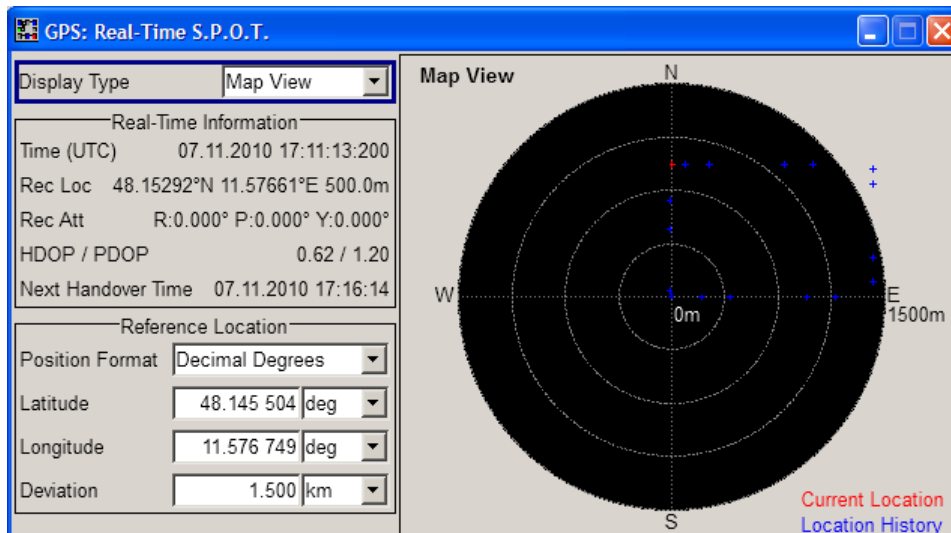 GPS: Real-Time S.P.O.T.
Display Type Map View
Real-Time Information
Time (UTC) 07.11.2010 17:11:13:200
Rec Loc 48.15292°N 11.57661°E 500.0m
Rec Att R:0.000° P:0.000° Y:0.000°
HDOP / PDOP 0.62 / 1.20
Next Handover Time 07.11.2010 17:16:14
Reference Location
Position Format Decimal Degrees
Latitude 48.145 504 deg
Longitude 11.576 749 deg
Deviation 1.500 km
Map View
N
W
E
0m
1500m
S
Current Location
Location History